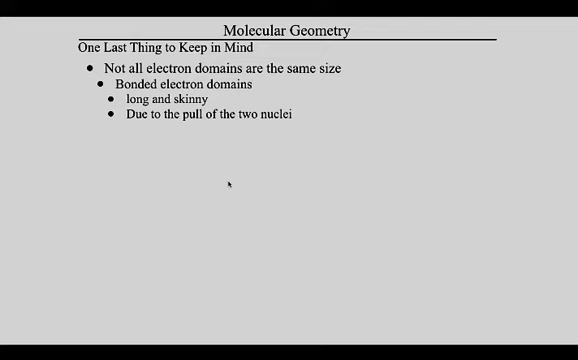 Molecular Geometry
One Last Thing to Keep in Mind
● Not all electron domains are the same size
● Bonded electron domains
● long and skinny
● Due to the pull of the two nuclei